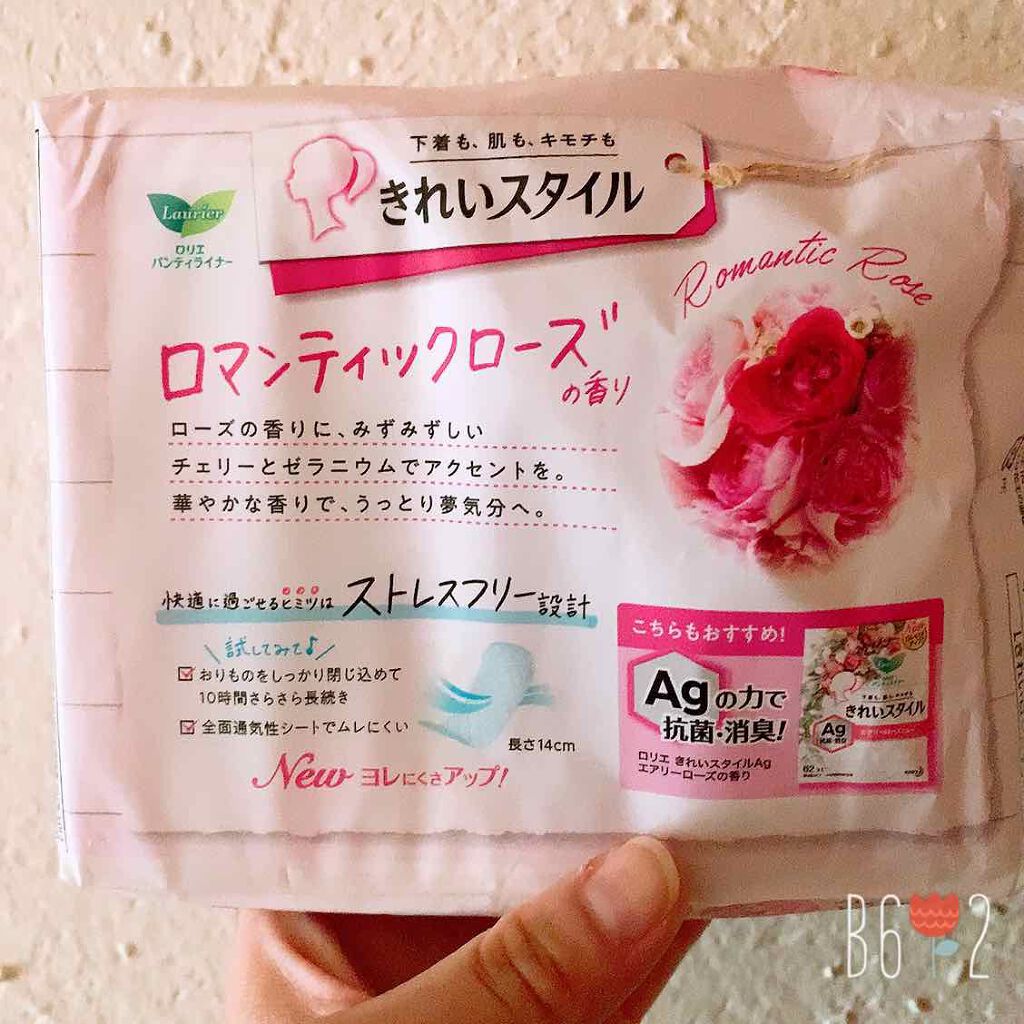 下着も、肌も、キモチも
きれいスタイル
Laurier
ロリエ
パンティライナー
Romantic Rose
ロマンティックローズ
の香り
ローズの香りに、みずみずしい
チェリーとゼラニウムでアクセントを。
華やかな香りで、うっとり夢気分へ。
快適に過ごせるヒミツは ストレスフリー設計
試してみて♪
おりものをしっかり閉じ込めて
10時間さらさら長続き
全面通気性シートでムレにくい
長さ14cm
New ヨレにくさアップ!
こちらもおすすめ!
Agの力で
抗菌・消臭!
ロリエ きれいスタイルAg
エアリーローズの香り
きれいスタイル
Ag
62
B6 2